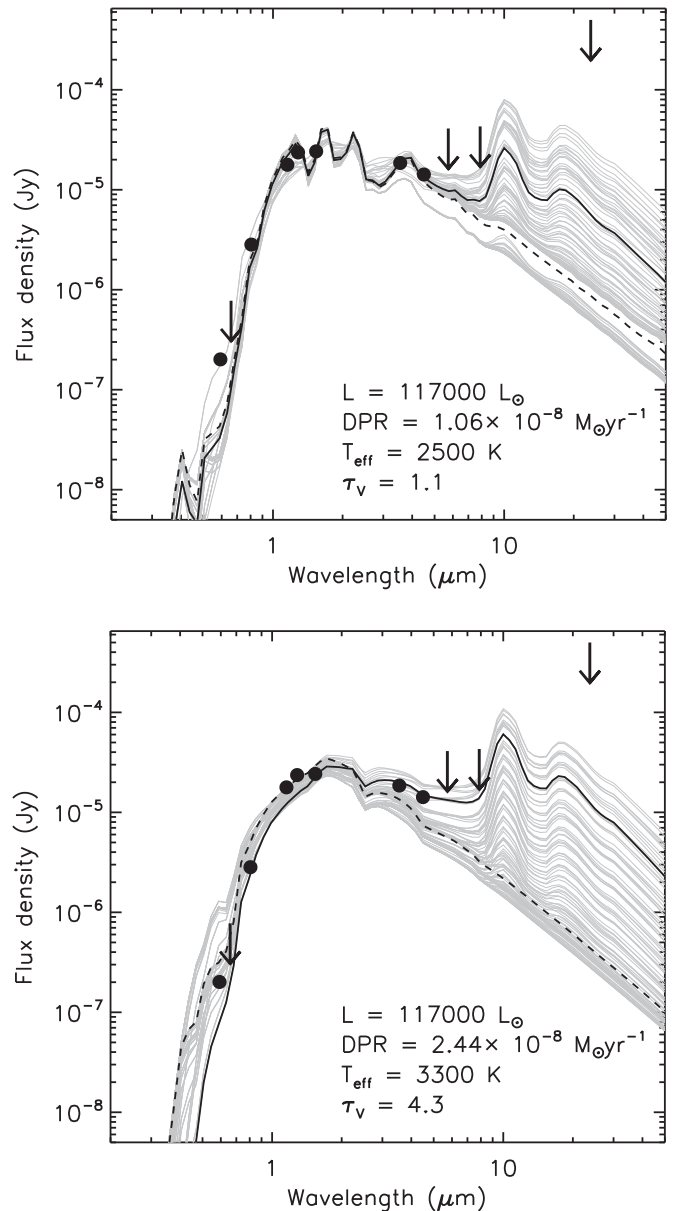 10⁻⁴
10⁻⁵
10⁻⁶
10⁻⁷
10⁻⁸
Flux density (Jy)
L = 117000 L⊙
DPR = 1.06× 10⁻⁸ M⊙yr⁻¹
T_eff = 2500 K
τ_V = 1.1
1 10
Wavelength (μm)
10⁻⁴
10⁻⁵
10⁻⁶
10⁻⁷
10⁻⁸
Flux density (Jy)
L = 117000 L⊙
DPR = 2.44× 10⁻⁸ M⊙yr⁻¹
T_eff = 3300 K
τ_V = 4.3
1 10
Wavelength (μm)